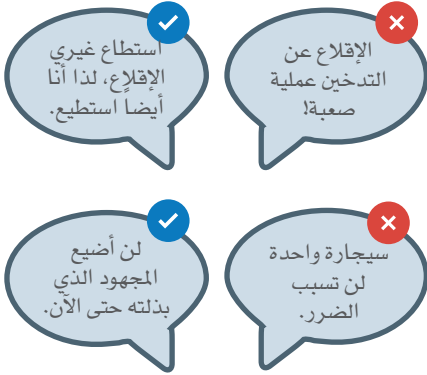 الإقلاع عن
التدخين عملية
صعبة!
استطاع غيري
الإقلاع، لذا أنا
أيضاً استطيع.
سيجارة واحدة
لن تسبب
الضرر.
لن أضيع
المجهود الذي
بذلته حتى الآن.